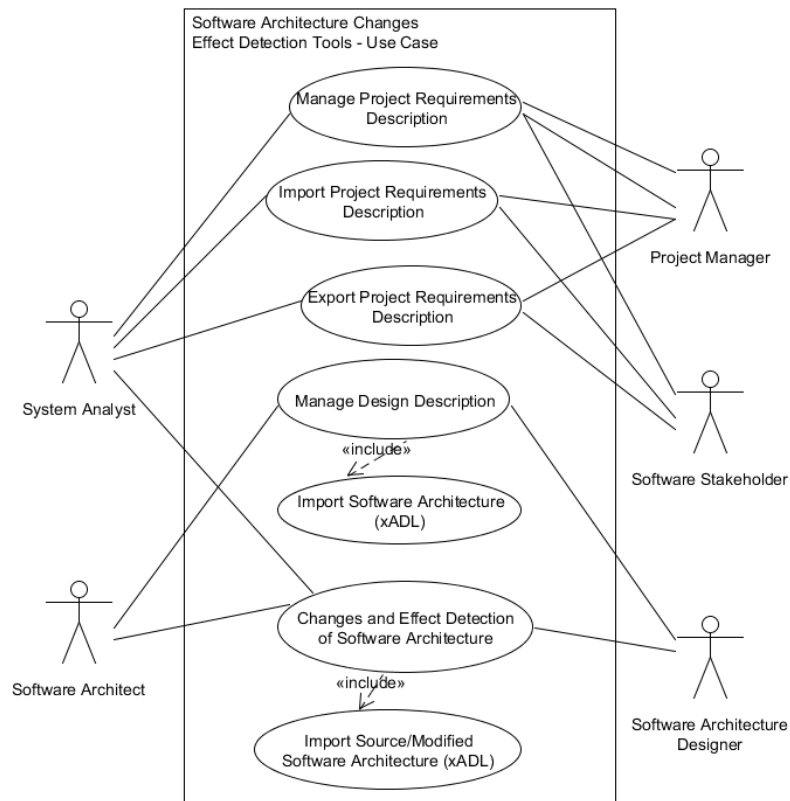 Software Architecture Changes
Effect Detection Tools - Use Case
Manage Project Requirements
Description
Import Project Requirements
Description
Project Manager
Export Project Requirements
Description
System Analyst
Manage Design Description
«include»
Software Stakeholder
Import Software Architecture
(xADL)
Changes and Effect Detection
of Software Architecture
Software Architect
«include»
Software Architecture
Designer
Import Source/Modified
Software Architecture (xADL)